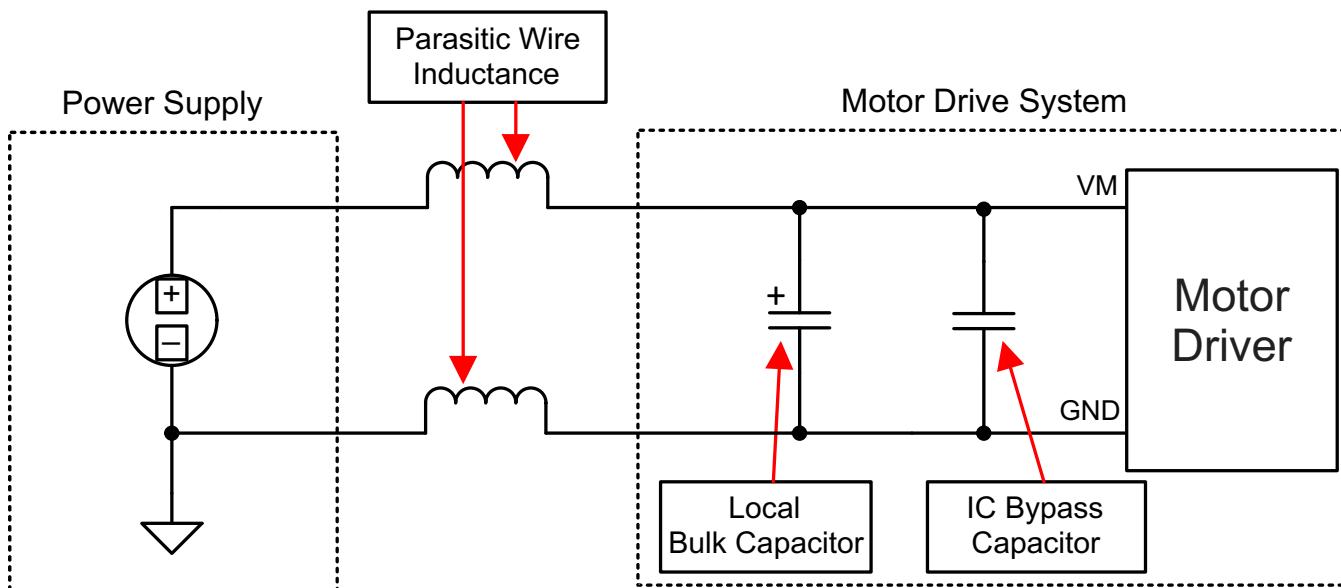 Parasitic Wire
Inductance
Power Supply
Motor Drive System
VM
+
−
+
Motor
Driver
GND
Local
Bulk Capacitor
IC Bypass
Capacitor